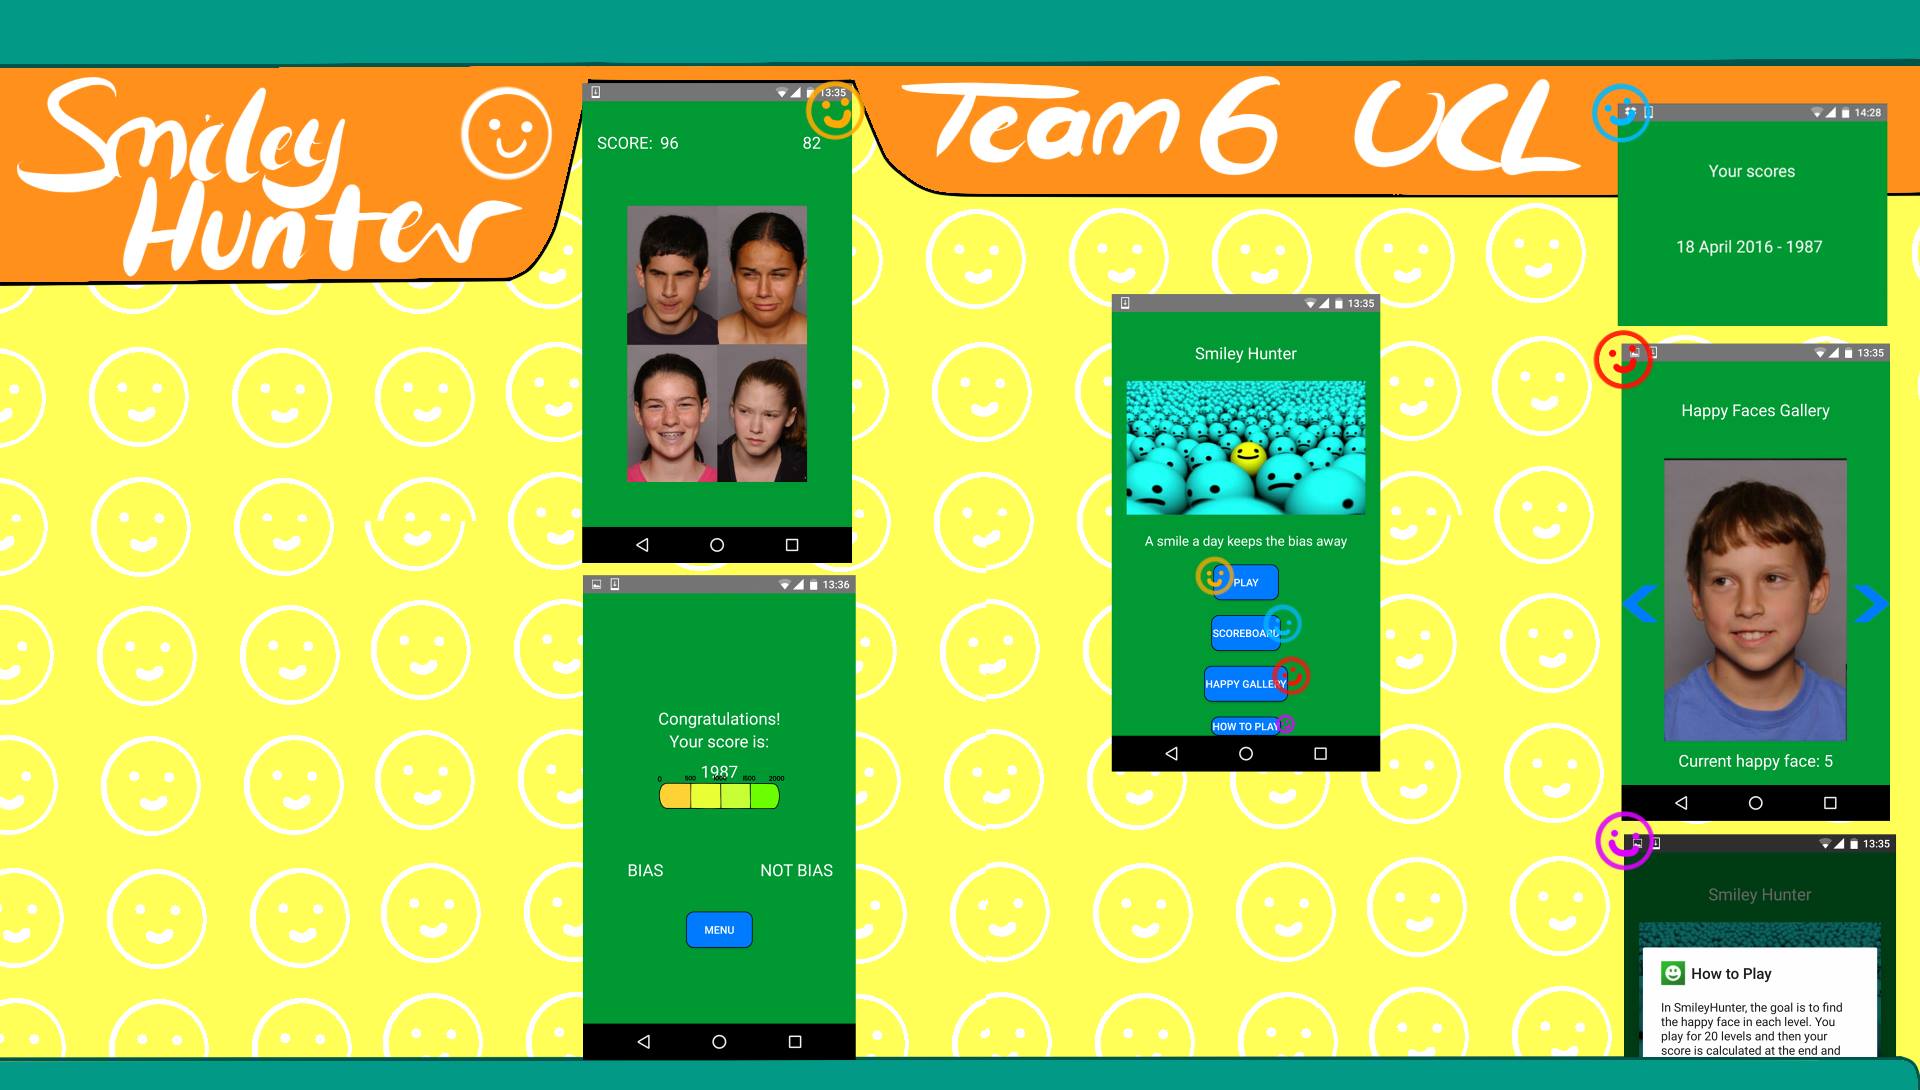 Smiley
Hunter
Team 6 UCL
13:35
SCORE: 96
82
13:36
Congratulations!
Your score is:
1987
0 500 1500 2000
BIAS
NOT BIAS
MENU
13:35
Smiley Hunter
A smile a day keeps the bias away
PLAY
SCOREBOARD
HAPPY GALLERY
HOW TO PLAY
14:28
Your scores
18 April 2016 - 1987
13:35
Happy Faces Gallery
Current happy face: 5
13:35
Smiley Hunter
How to Play
In SmileyHunter, the goal is to find
the happy face in each level. You
play for 20 levels and then your
score is calculated at the end and